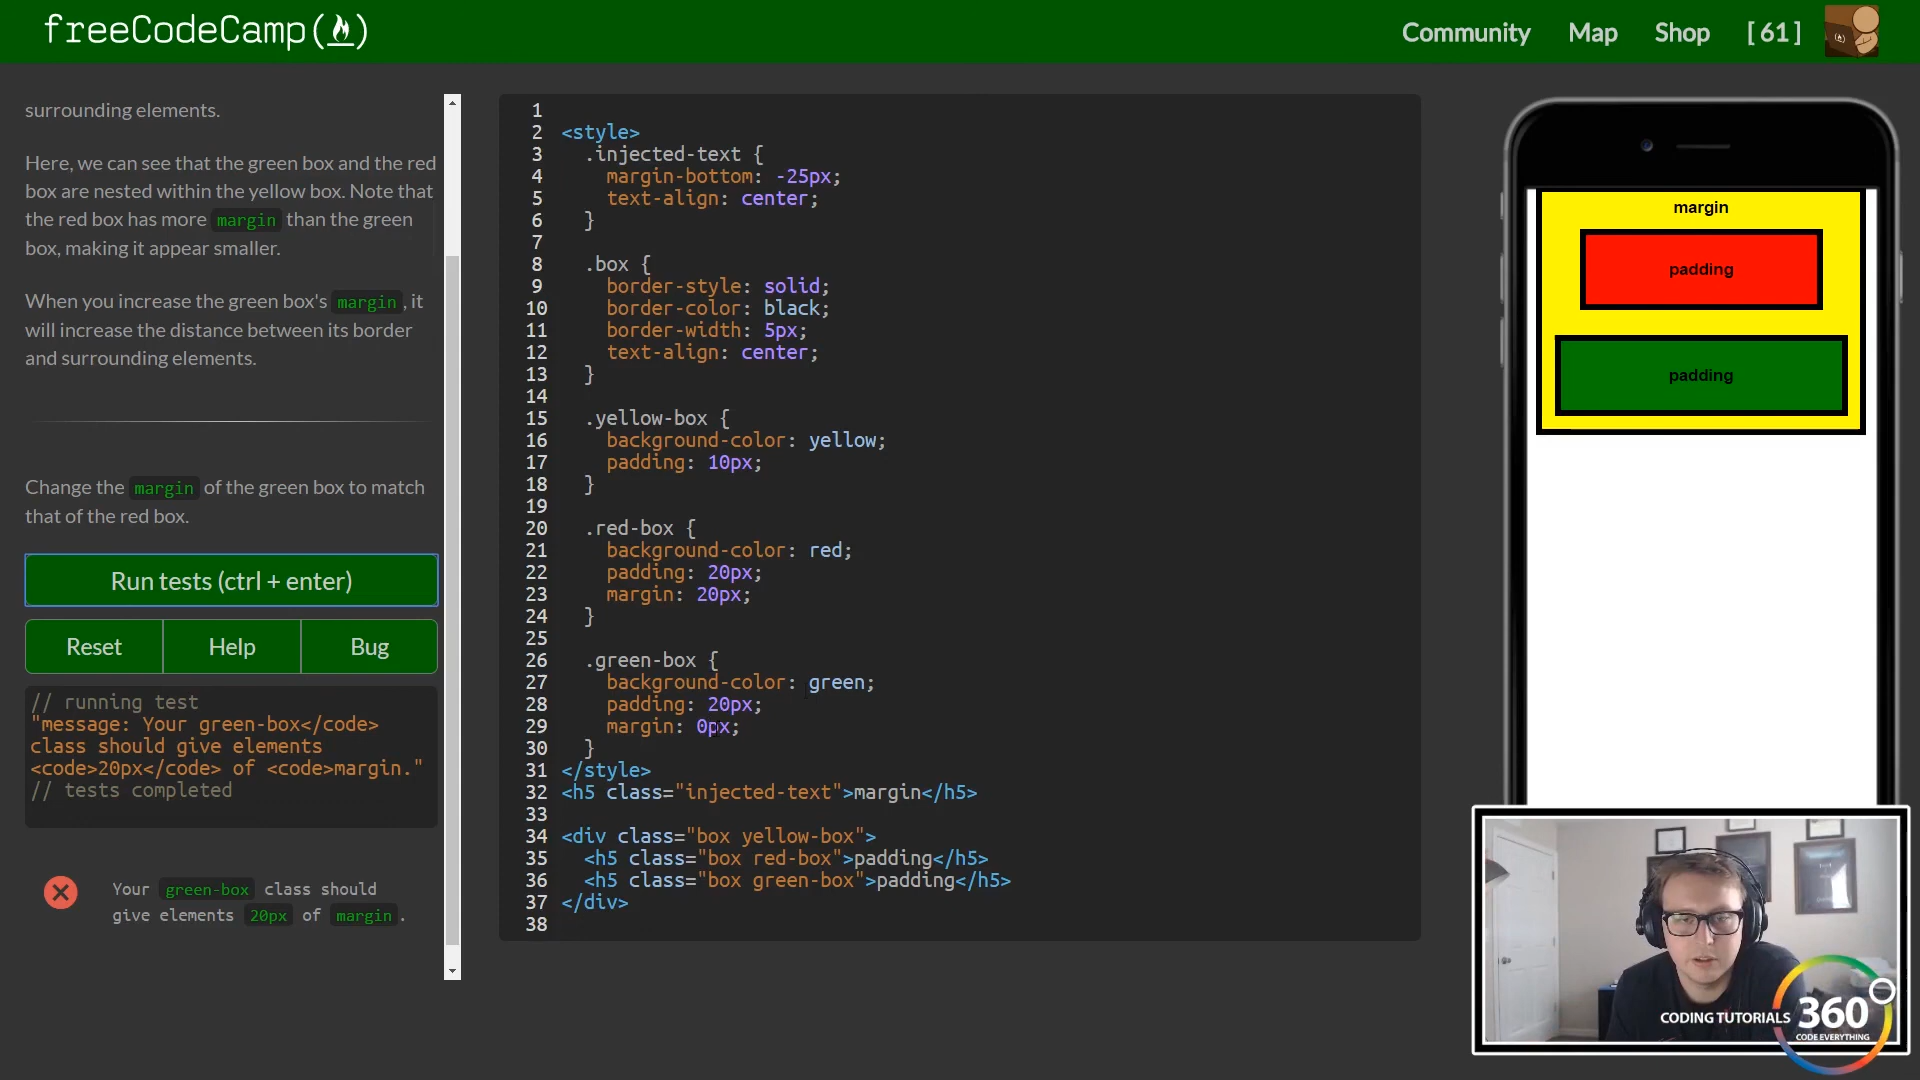 freeCodeCamp
Community Map Shop [ 61 ]
surrounding elements.
Here, we can see that the green box and the red
box are nested within the yellow box. Note that
the red box has more margin than the green
box, making it appear smaller.
When you increase the green box's margin, it
will increase the distance between its border
and surrounding elements.
Change the margin of the green box to match
that of the red box.
Run tests (ctrl + enter)
Reset Help Bug
// running test
"message: Your green-box</code>
class should give elements
<code>20px</code> of <code>margin."
// tests completed
Your green-box class should
give elements 20px of margin.
1
2 <style>
3 .injected-text {
4 margin-bottom: -25px;
5 text-align: center;
6 }
7
8 .box {
9 border-style: solid;
10 border-color: black;
11 border-width: 5px;
12 text-align: center;
13 }
14
15 .yellow-box {
16 background-color: yellow;
17 padding: 10px;
18 }
19
20 .red-box {
21 background-color: red;
22 padding: 20px;
23 margin: 20px;
24 }
25
26 .green-box {
27 background-color: green;
28 padding: 20px;
29 margin: 0px;
30 }
31 </style>
32 <h5 class="injected-text">margin</h5>
33
34 <div class="box yellow-box">
35 <h5 class="box red-box">padding</h5>
36 <h5 class="box green-box">padding</h5>
37 </div>
38
margin
padding
padding
CODING TUTORIALS 360
CODE EVERYTHING